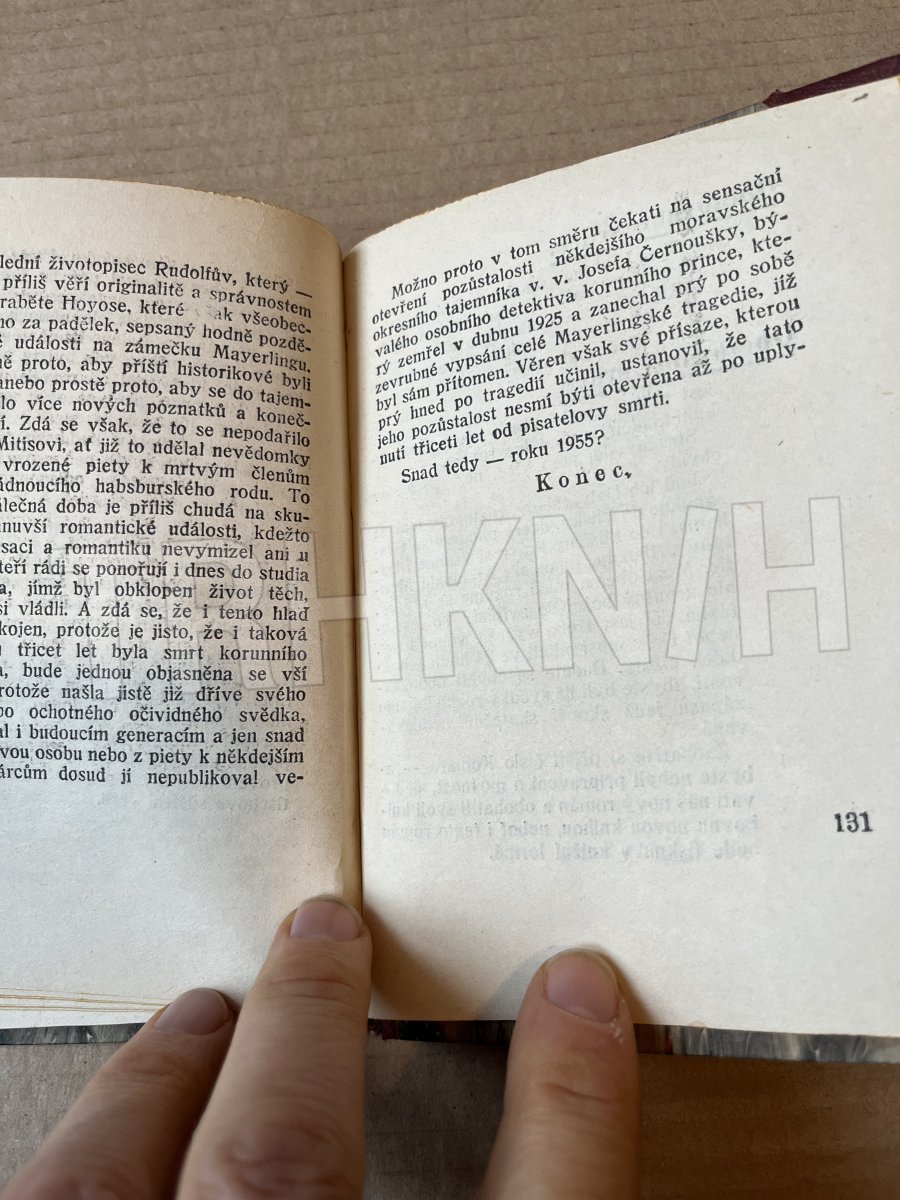 lední životopisec Rudolfův, který —
příliš věří originalitě a správnostem
raběte Hoyose, které však všeobec-
no za padělek, sepsaný hodně pozdě-
é události na zámečku Mayerlingu.
ně proto, aby příští historikové byli
anebo prostě proto, aby se do tajem-
lo více nových poznatků a koneč-
í. Zdá se však, že to se nepodařilo
Mitisovi, ať již to udělal nevědomky
vrozené piety k mrtvým členům
ádnoucího habsburského rodu. To
álečná doba je příliš chudá na sku-
nuvší romantické události, kdežto
saci a romantiku nevymizel ani u
teří rádi se ponořují i dnes do studia
a, jímž byl obklopen život těch,
si vládli. A zdá se, že i tento hlad
kojen, protože je jisto, že i taková
u třicet let byla smrt korunního
a, bude jednou objasněna se vší
rotože našla jistě již dříve svého
bo ochotného očividného svědka,
al i budoucím generacím a jen snad
vou osobu nebo z piety k někdejším
árcům dosud jí nepublikoval ve-
Možno proto v tom směru čekati na sensační
otevření pozůstalosti někdejšího moravského
okresního tajemníka v. v. Josefa Černoušky, bý-
valého osobního detektiva korunního prince, kte-
rý zemřel v dubnu 1925 a zanechal prý po sobě
zevrubné vypsání celé Mayerlingské tragedie, jíž
byl sám přítomen. Věren však své přísaze, kterou
prý hned po tragedií učinil, ustanovil, že tato
jeho pozůstalost nesmí býti otevřena až po uply-
nutí třiceti let od pisatelovy smrti.
Snad tedy — roku 1955?
Konec.
131